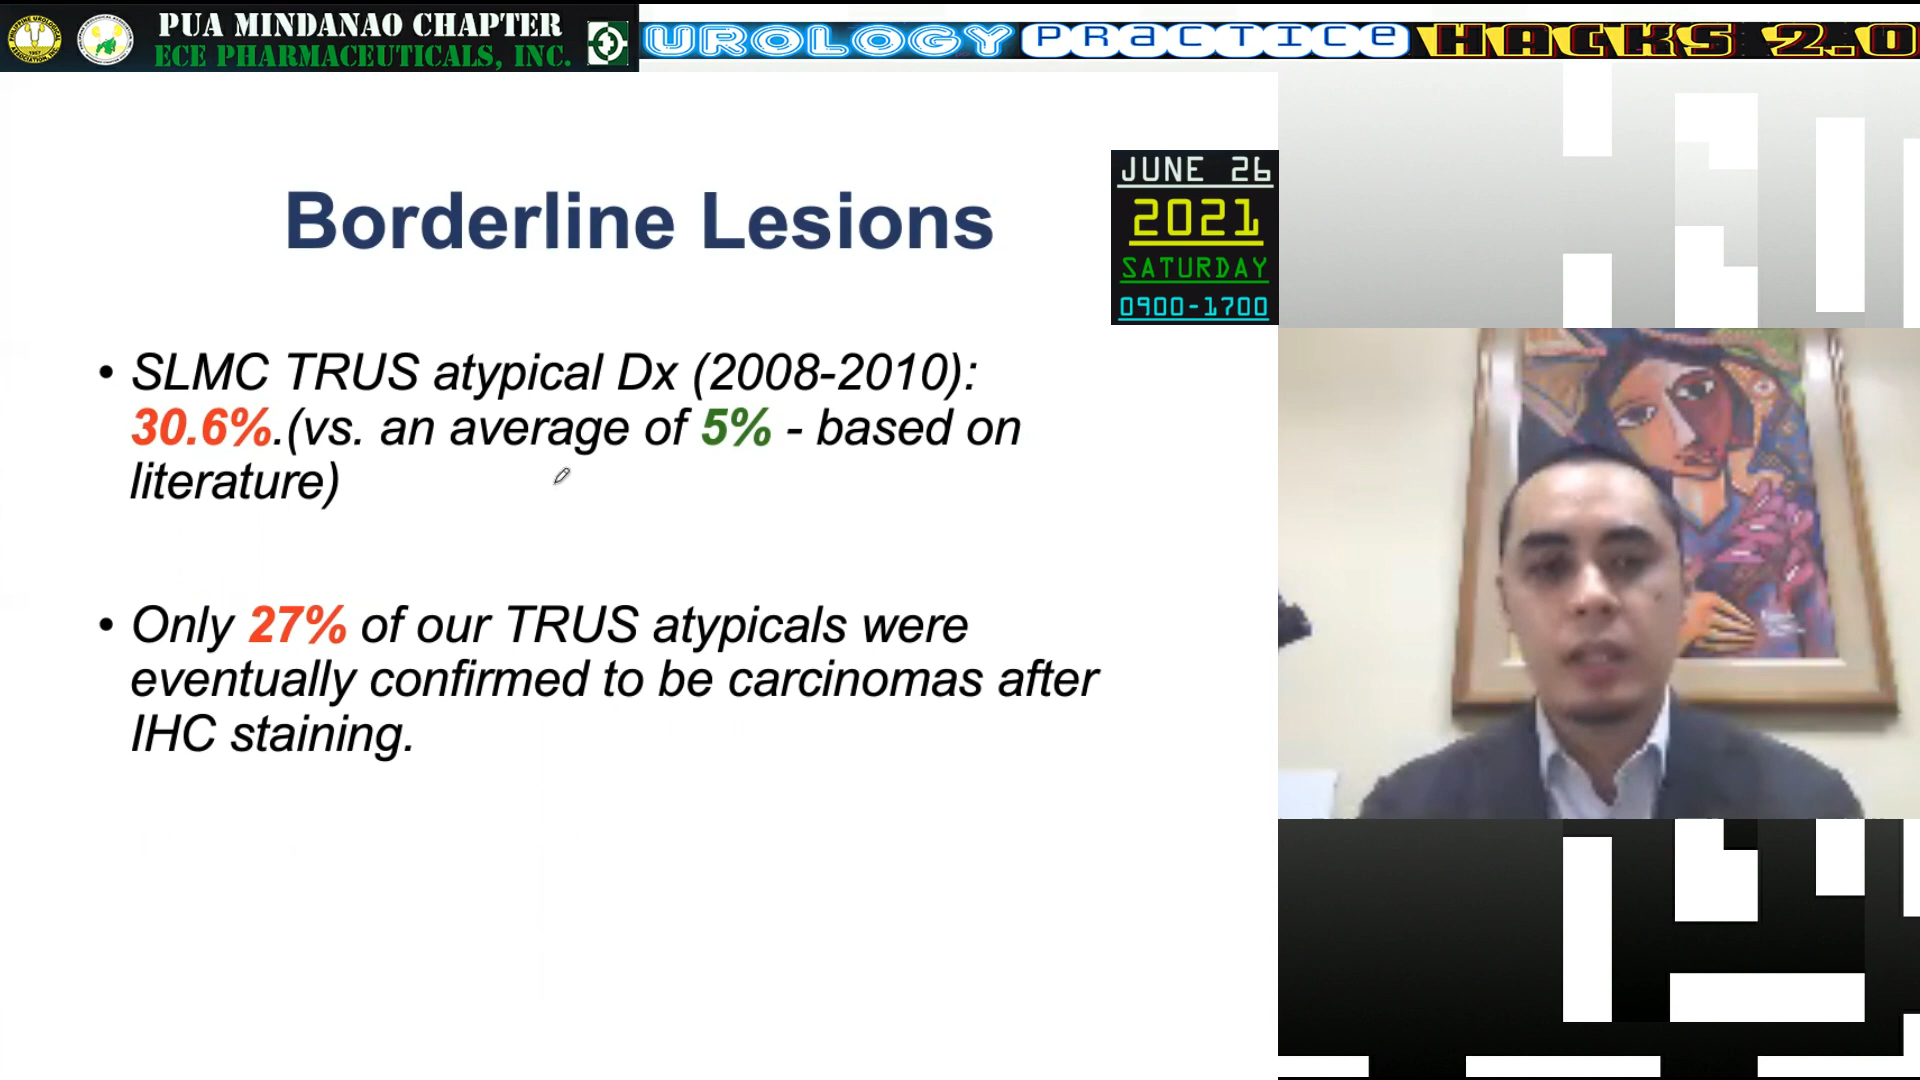 PUA MINDANAO CHAPTER
ECE PHARMACEUTICALS, INC.
UROLOGY PRACTICE HACKS 2.0
JUNE 26
2021
SATURDAY
0900-1700
Borderline Lesions
• SLMC TRUS atypical Dx (2008-2010):
30.6%.(vs. an average of 5% - based on
literature)
• Only 27% of our TRUS atypicals were
eventually confirmed to be carcinomas after
IHC staining.